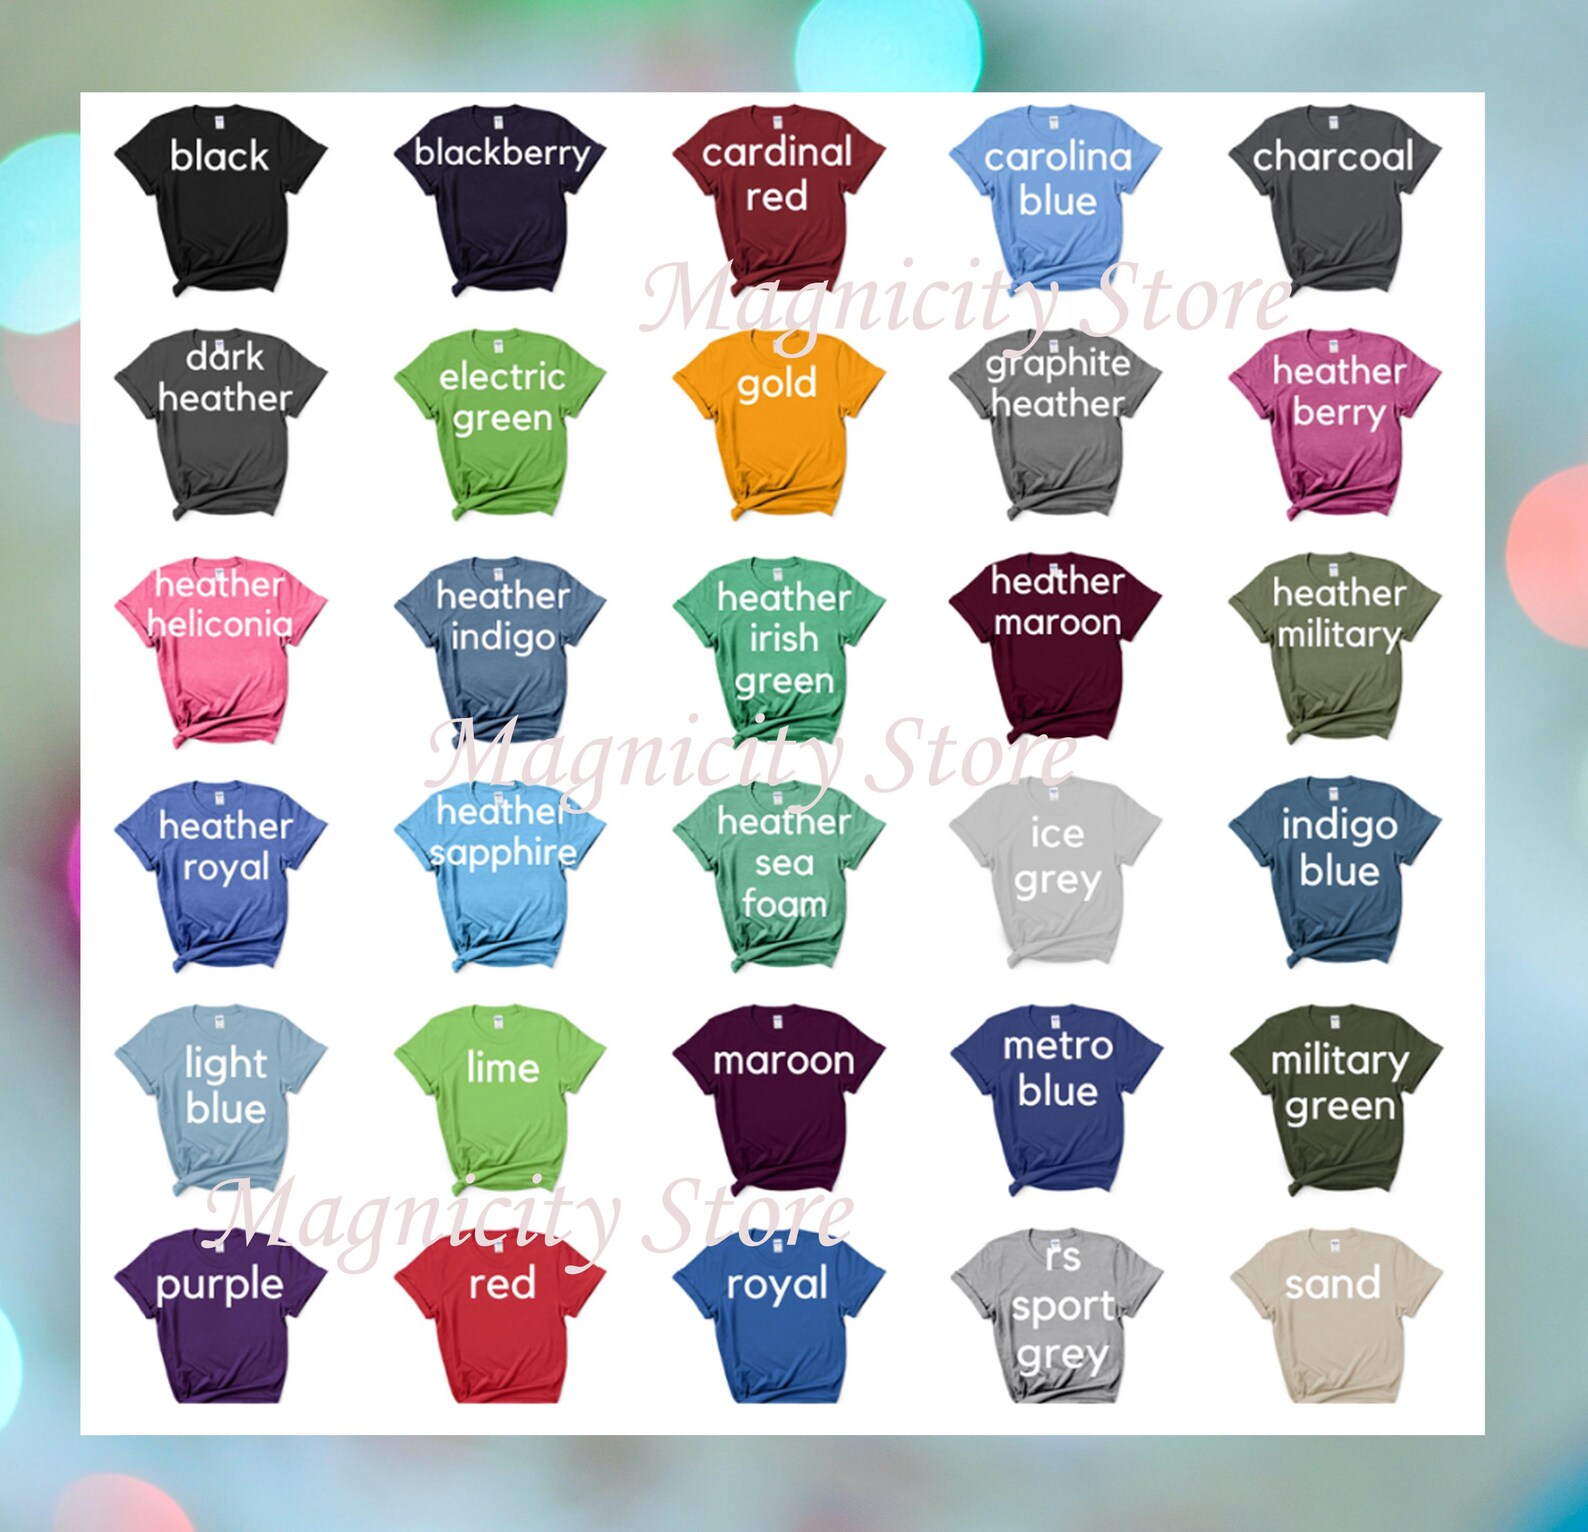 black
blackberry
cardinal
red
carolina
blue
charcoal
Magnicity Store
dark
heather
electric
green
gold
graphite
heather
heather
berry
heather
heliconia
heather
indigo
heather
irish
green
heather
maroon
heather
military
Magnicity Store
heather
royal
heather
sapphire
heather
sea
foam
ice
grey
indigo
blue
light
blue
lime
maroon
metro
blue
military
green
Magnicity Store
purple
red
royal
rs
sport
grey
sand